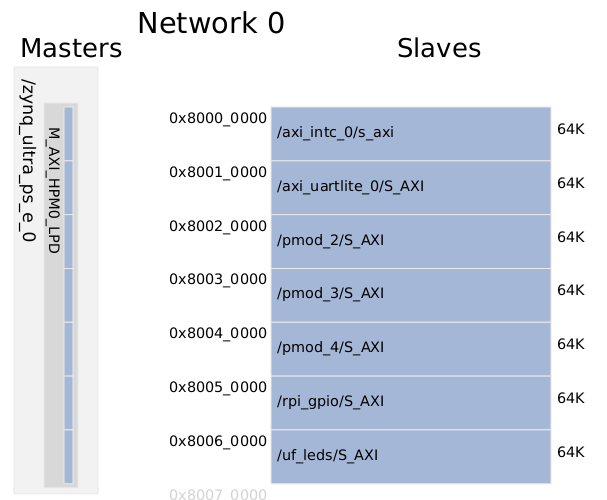 Network 0
Masters
Slaves
/zynq_ultra_ps_e_0
M_AXI_HPM0_LPD
0x8000_0000
/axi_intc_0/s_axi
64K
0x8001_0000
/axi_uartlite_0/S_AXI
64K
0x8002_0000
/pmod_2/S_AXI
64K
0x8003_0000
/pmod_3/S_AXI
64K
0x8004_0000
/pmod_4/S_AXI
64K
0x8005_0000
/rpi_gpio/S_AXI
64K
0x8006_0000
/uf_leds/S_AXI
64K
0x8007_0000